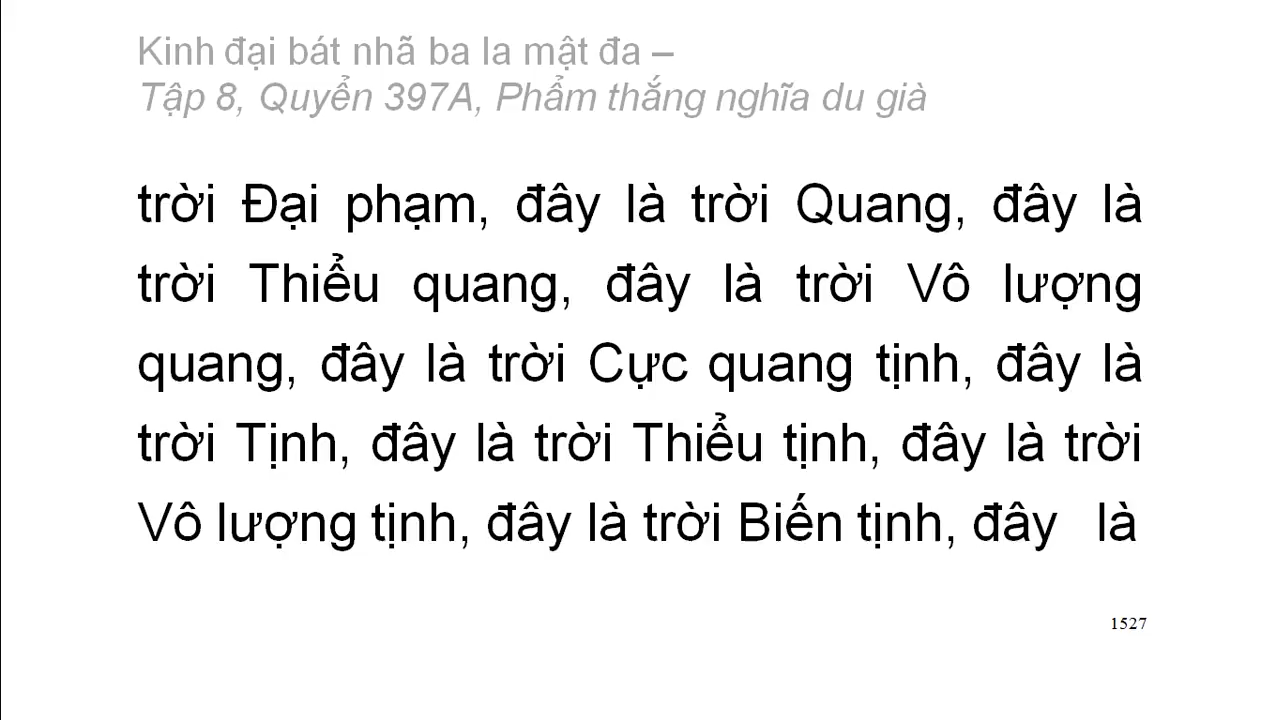 Kinh đại bát nhã ba la mật đa –
Tập 8, Quyển 397A, Phẩm thắng nghĩa du già
trời Đại phạm, đây là trời Quang, đây là
trời Thiểu quang, đây là trời Vô lượng
quang, đây là trời Cực quang tịnh, đây là
trời Tịnh, đây là trời Thiểu tịnh, đây là trời
Vô lượng tịnh, đây là trời Biến tịnh, đây là
1527